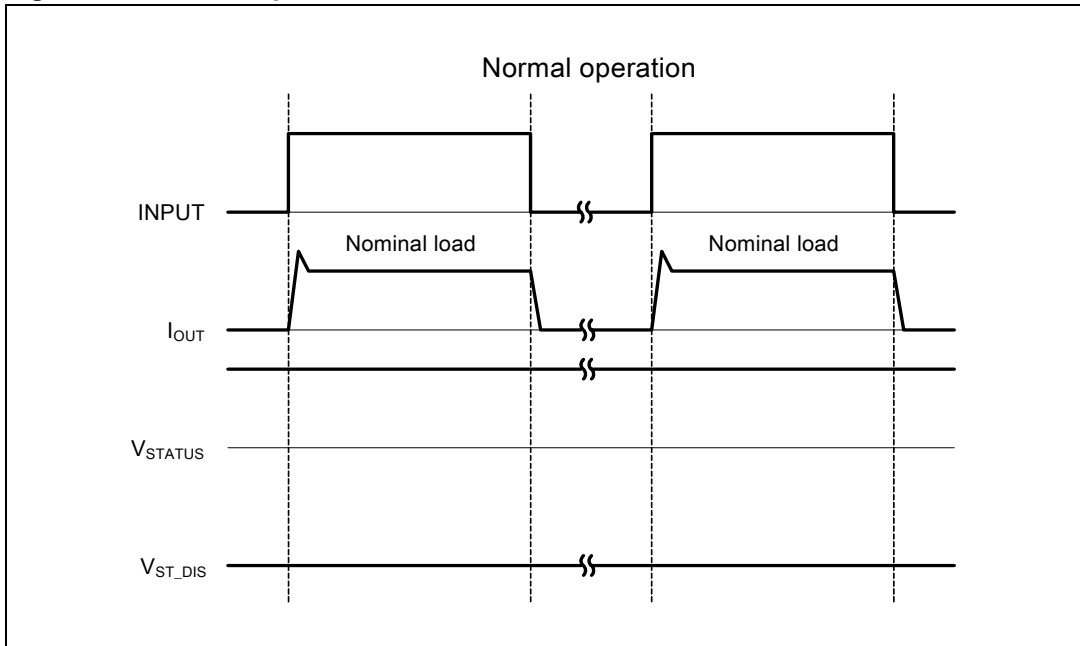 Normal operation
INPUT
Nominal load Nominal load
IOUT
VSTATUS
VST_DIS